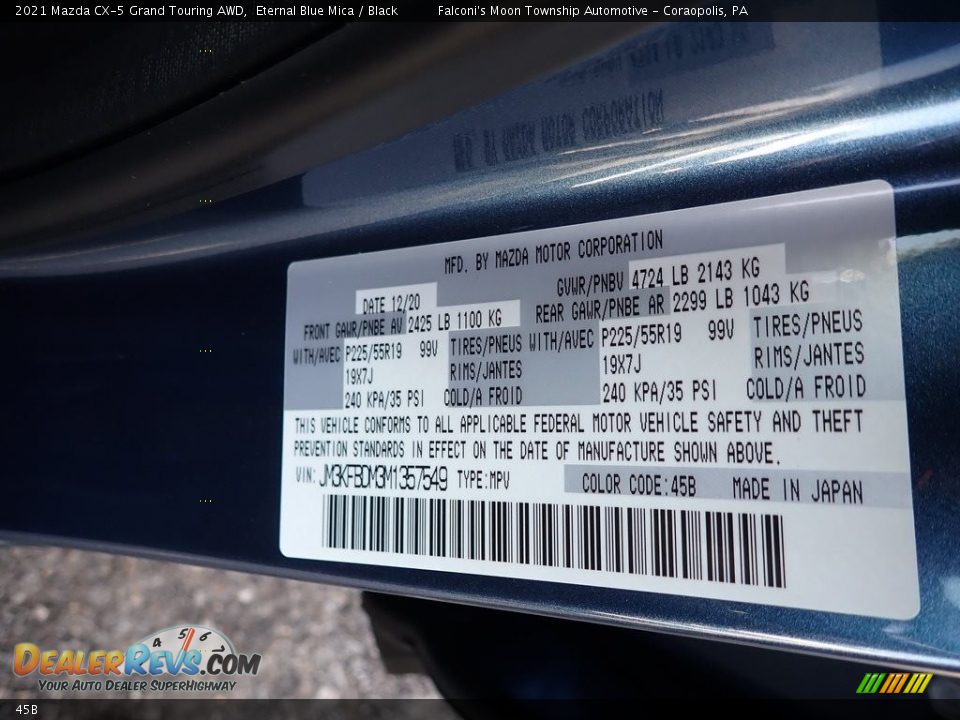 2021 Mazda CX-5 Grand Touring AWD, Eternal Blue Mica / Black Falconi's Moon Township Automotive - Coraopolis, PA
MFD. BY MAZDA MOTOR CORPORATION
DATE 12/20
GVWR/PNBV 4724 LB 2143 KG
FRONT GAWR/PNBE AV 2425 LB 1100 KG
REAR GAWR/PNBE AR 2299 LB 1043 KG
WITH/AVEC P225/55R19 99V TIRES/PNEUS WITH/AVEC P225/55R19 99V TIRES/PNEUS
19X7J RIMS/JANTES 19X7J RIMS/JANTES
240 KPA/35 PSI COLD/A FROID 240 KPA/35 PSI COLD/A FROID
THIS VEHICLE CONFORMS TO ALL APPLICABLE FEDERAL MOTOR VEHICLE SAFETY AND THEFT
PREVENTION STANDARDS IN EFFECT ON THE DATE OF MANUFACTURE SHOWN ABOVE.
VIN: JM3KFBDM3M1357549 TYPE:MPV COLOR CODE:45B MADE IN JAPAN
4 5 6
DEALERREVS.COM
YOUR AUTO DEALER SUPERHIGHWAY
45B